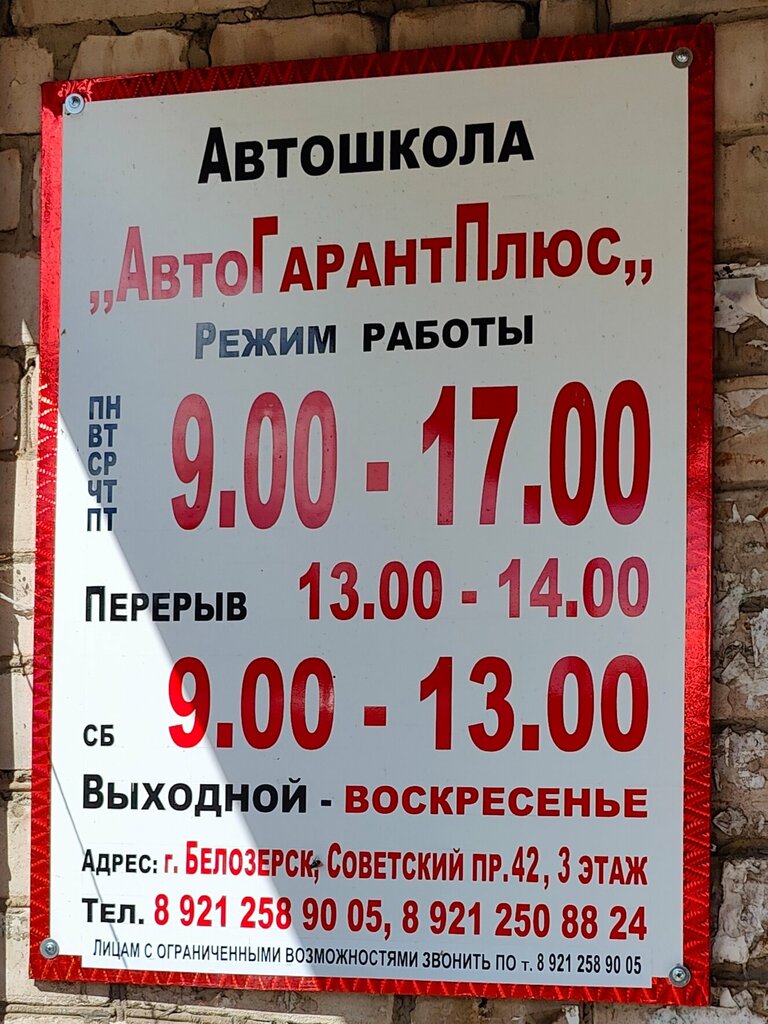 Автошкола
„АвтоГарантПлюс„
Режим работы
ПН
ВТ
СР
ЧТ
ПТ
9.00 - 17.00
Перерыв 13.00 - 14.00
СБ 9.00 - 13.00
Выходной - воскресенье
Адрес: г. Белозерск, Советский пр.42, 3 этаж
Тел. 8 921 258 90 05, 8 921 250 88 24
Лицам с ограниченными возможностями звонить по т. 8 921 258 90 05